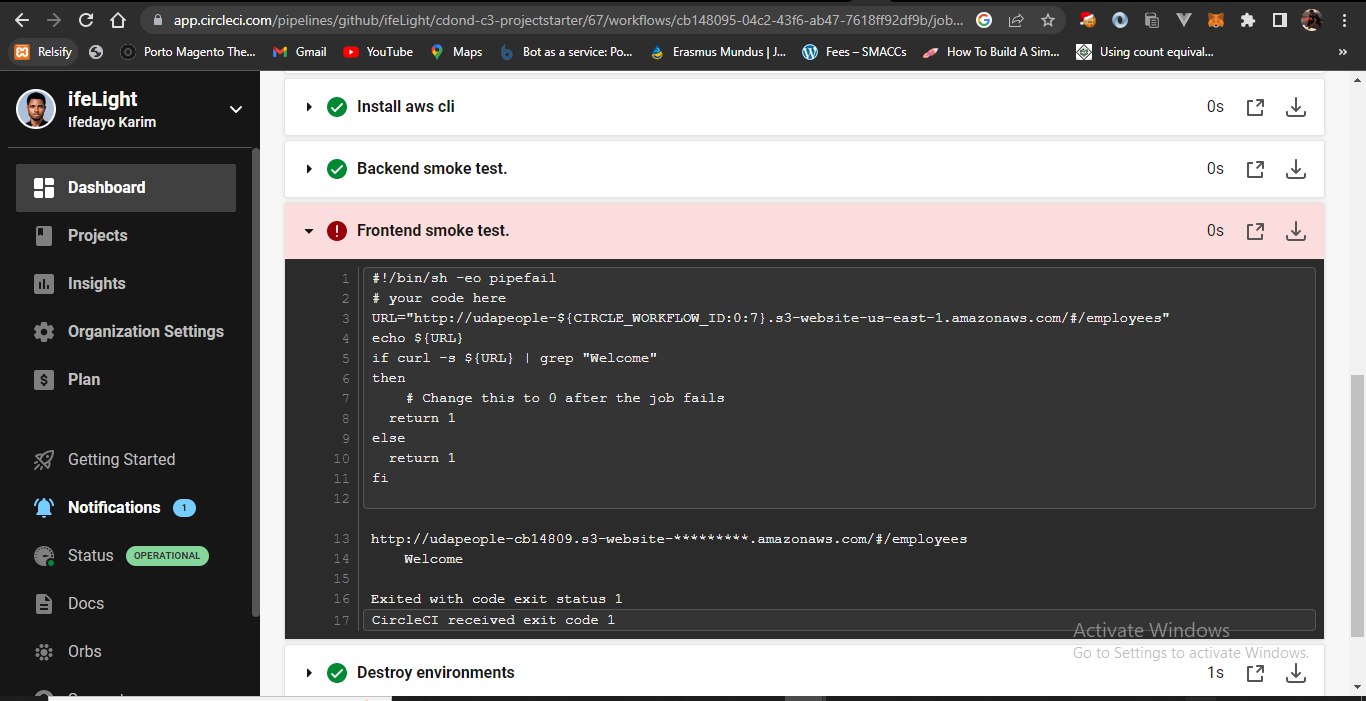 app.circleci.com/pipelines/github/ifeLight/cdond-c3-projectstarter/67/workflows/cb148095-04c2-43f6-ab47-7618ff92df9b/job...
Relsify
Porto Magento The...
Gmail
YouTube
Maps
Bot as a service: Po...
Erasmus Mundus | J...
Fees – SMACCs
How To Build A Sim...
Using count equival...
»
ifeLight
Ifedayo Karim
Dashboard
Projects
Insights
Organization Settings
Plan
Getting Started
Notifications 1
Status OPERATIONAL
Docs
Orbs
Install aws cli 0s
Backend smoke test. 0s
Frontend smoke test. 0s
1 #!/bin/sh -eo pipefail
2 # your code here
3 URL="http://udapeople-${CIRCLE_WORKFLOW_ID:0:7}.s3-website-us-east-1.amazonaws.com/#/employees"
4 echo ${URL}
5 if curl -s ${URL} | grep "Welcome"
6 then
7 # Change this to 0 after the job fails
8 return 1
9 else
10 return 1
11 fi
12
13 http://udapeople-cb14809.s3-website-*********.amazonaws.com/#/employees
14 Welcome
15
16 Exited with code exit status 1
17 CircleCI received exit code 1
Activate Windows
Go to Settings to activate Windows.
Destroy environments 1s